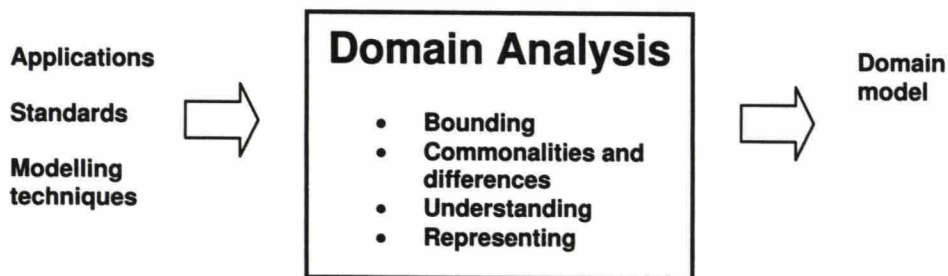 Applications
Standards
Modelling
techniques
Domain Analysis
• Bounding
• Commonalities and
differences
• Understanding
• Representing
Domain
model